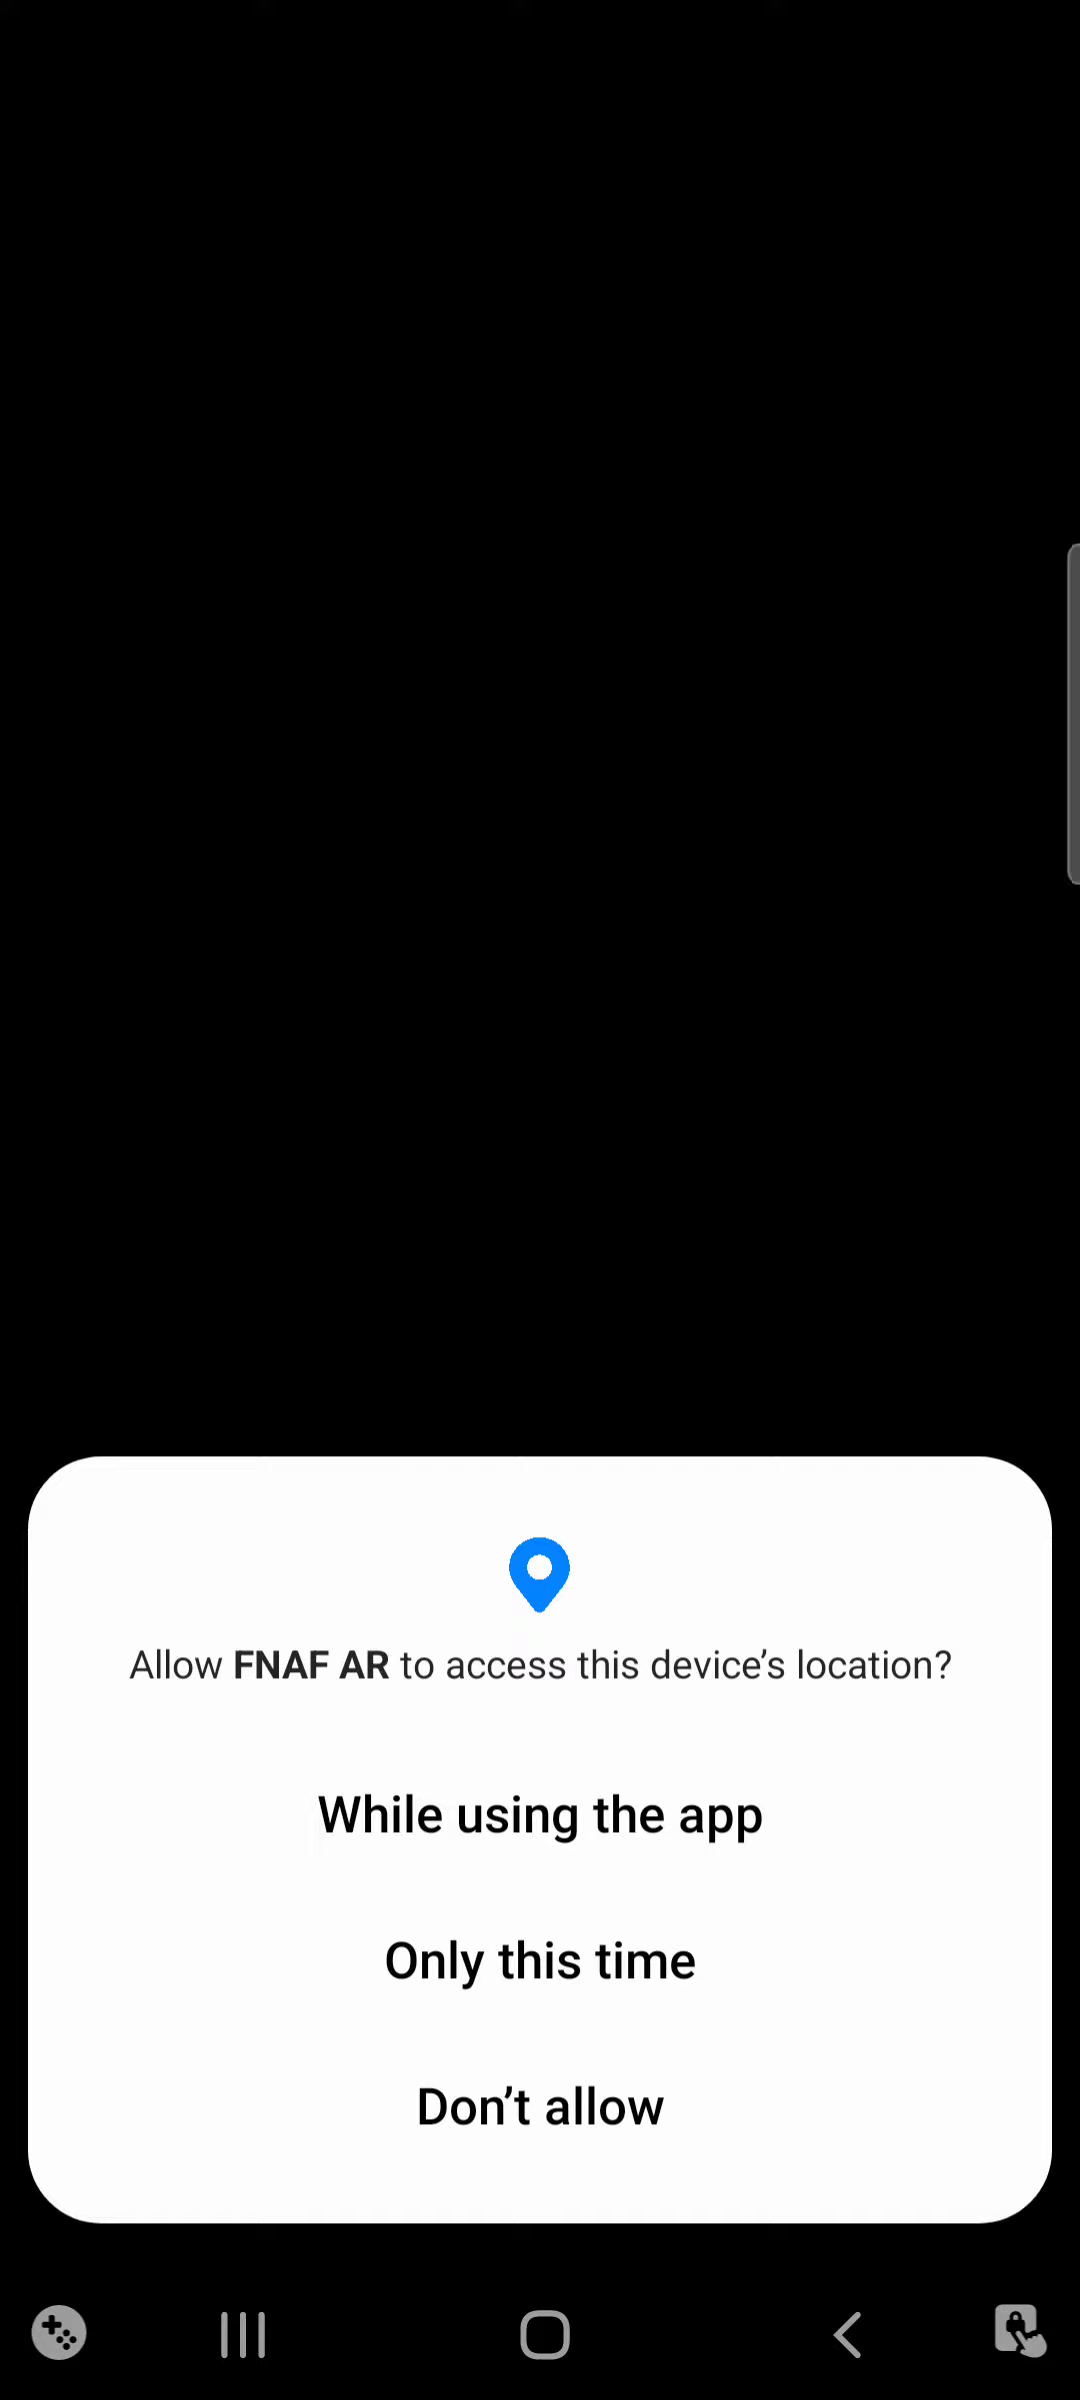 Allow FNAF AR to access this device’s location?
While using the app
Only this time
Don’t allow